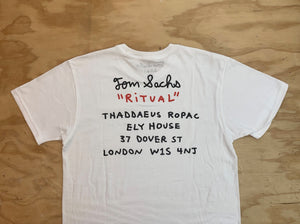 Tom Sachs
"RiTUAL"
THADDAEUS ROPAC
ELY HOUSE
37 DOVER ST
LONDON W1S 4NJ